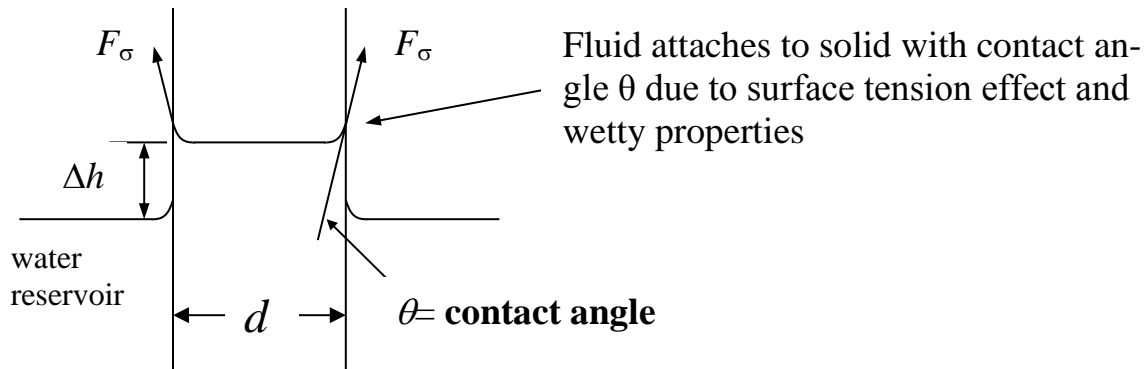 Fσ
Fσ
Fluid attaches to solid with contact an-
gle θ due to surface tension effect and
wetty properties
Δh
water
reservoir
d
θ= contact angle